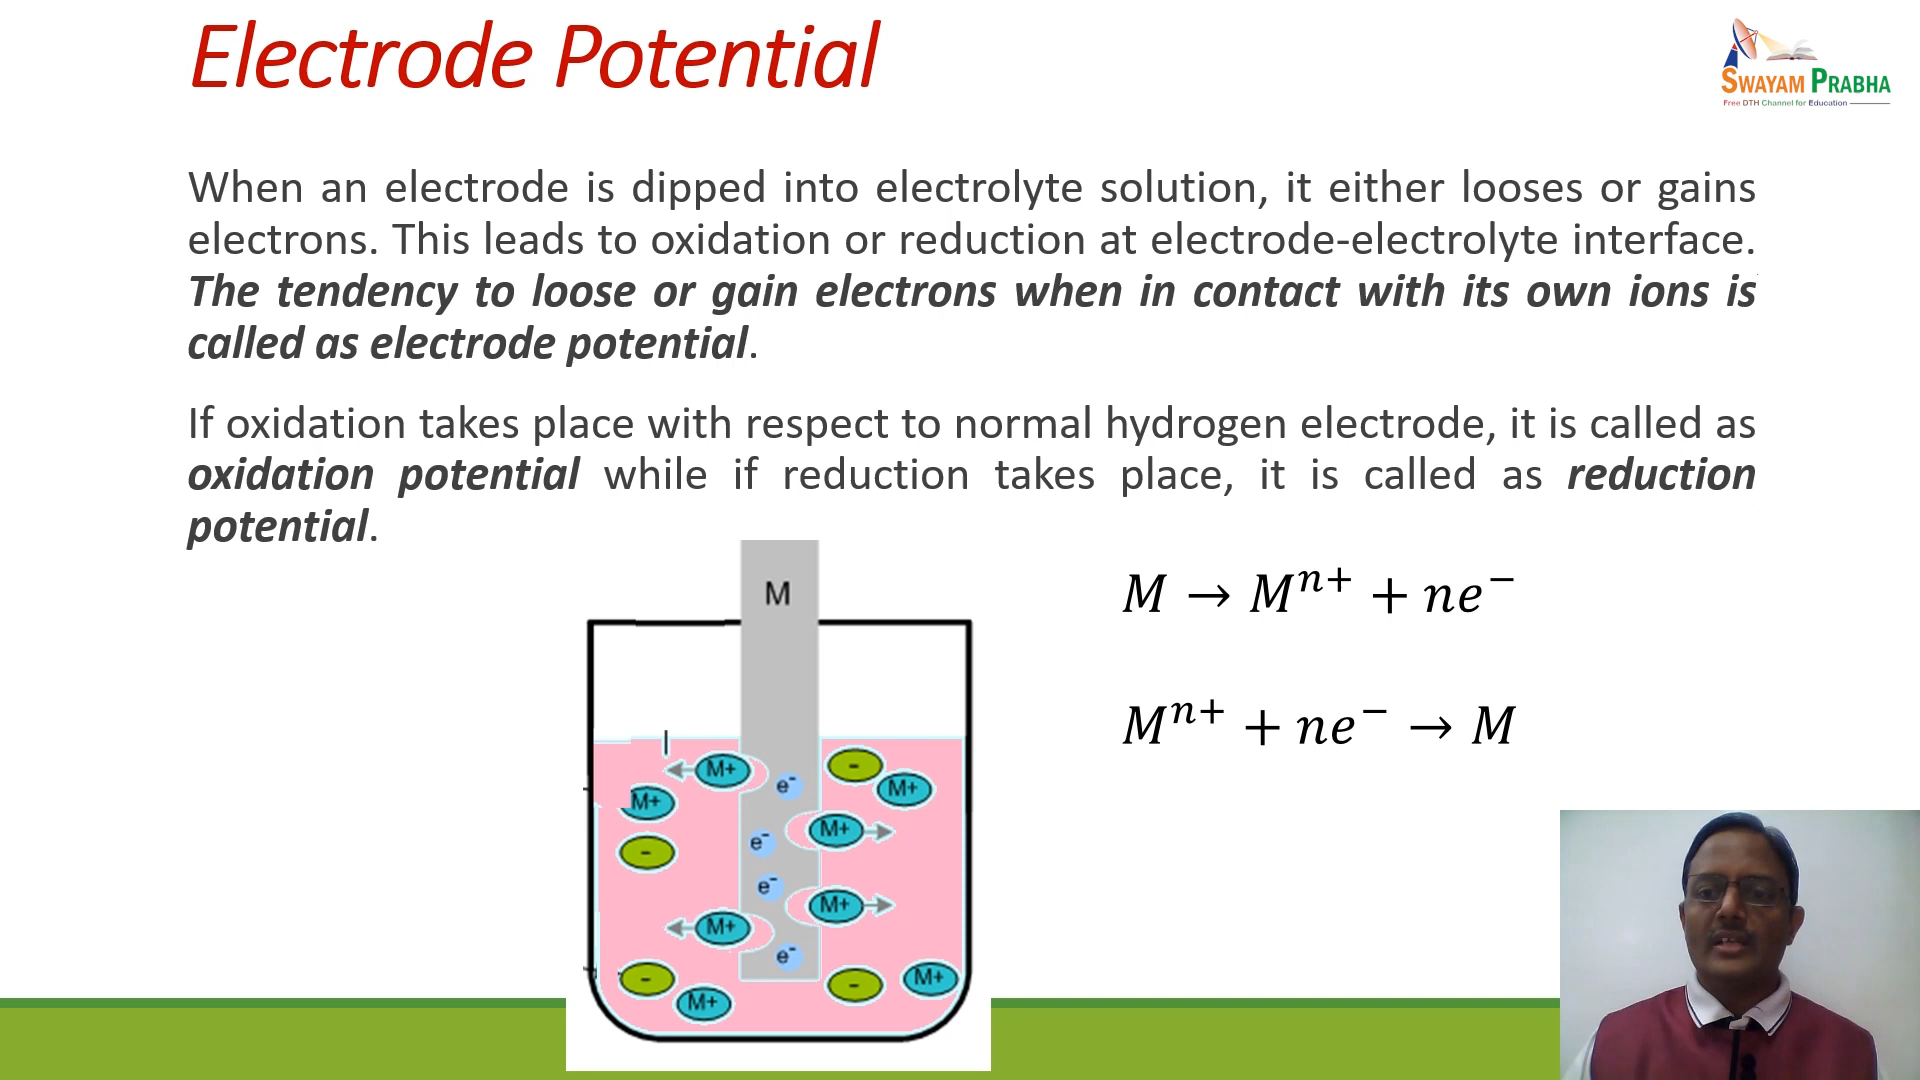 Electrode Potential
SWAYAM PRABHA
Free DTH Channel for Education
When an electrode is dipped into electrolyte solution, it either looses or gains
electrons. This leads to oxidation or reduction at electrode-electrolyte interface.
The tendency to loose or gain electrons when in contact with its own ions is
called as electrode potential.
If oxidation takes place with respect to normal hydrogen electrode, it is called as
oxidation potential while if reduction takes place, it is called as reduction
potential.
M
M → Mⁿ⁺ + ne⁻
Mⁿ⁺ + ne⁻ → M
M+ e⁻ - M+
M+ M+
- e⁻
e⁻ M+
M+ e⁻
- - M+
M+